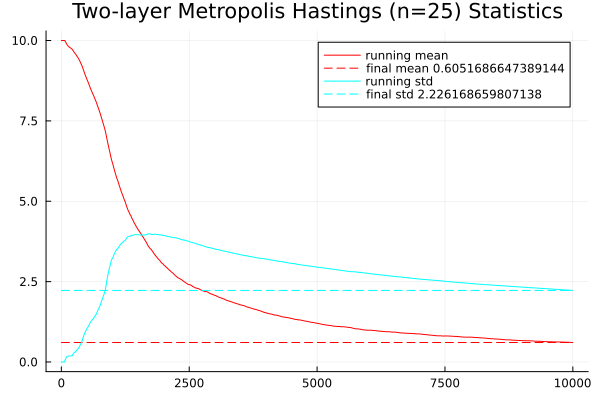 Two-layer Metropolis Hastings (n=25) Statistics
10.0
running mean
final mean 0.6051686647389144
running std
final std 2.226168659807138
7.5
5.0
2.5
0.0
0
2500
5000
7500
10000